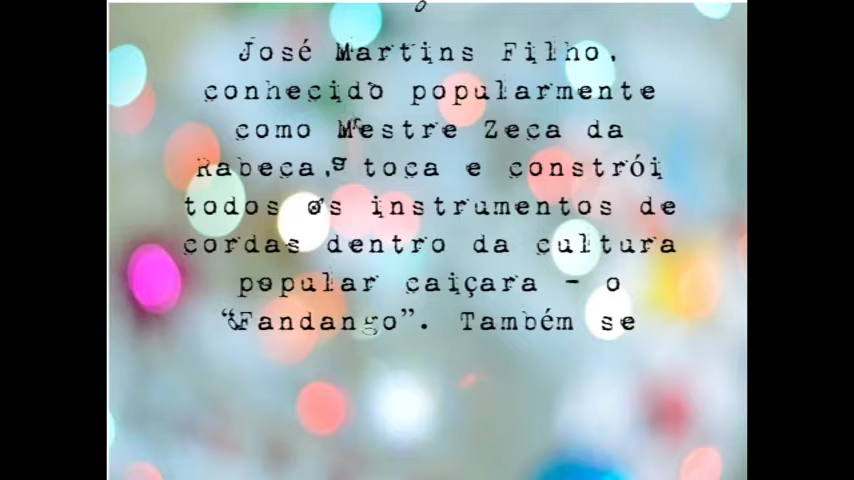 José Martins Filho,
conhecido popularmente
como Mestre Zeca da
Rabeca, toca e constrói
todos os instrumentos de
cordas dentro da cultura
popular caiçara - o
“Fandango”. Também se